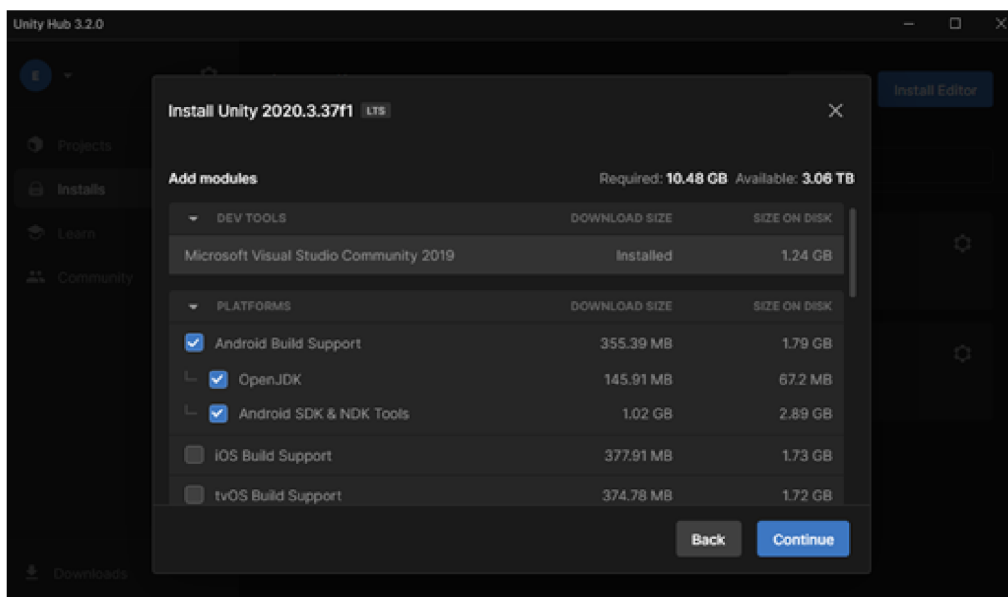 Unity Hub 3.2.0
E
Install Editor
Projects
Installs
Learn
Community
Downloads
Install Unity 2020.3.37f1 LTS
Add modules Required: 10.48 GB Available: 3.06 TB
DEV TOOLS DOWNLOAD SIZE SIZE ON DISK
Microsoft Visual Studio Community 2019 Installed 1.24 GB
PLATFORMS DOWNLOAD SIZE SIZE ON DISK
Android Build Support 355.39 MB 1.79 GB
OpenJDK 145.91 MB 67.2 MB
Android SDK & NDK Tools 1.02 GB 2.89 GB
iOS Build Support 377.91 MB 1.73 GB
tvOS Build Support 374.78 MB 1.72 GB
Back Continue